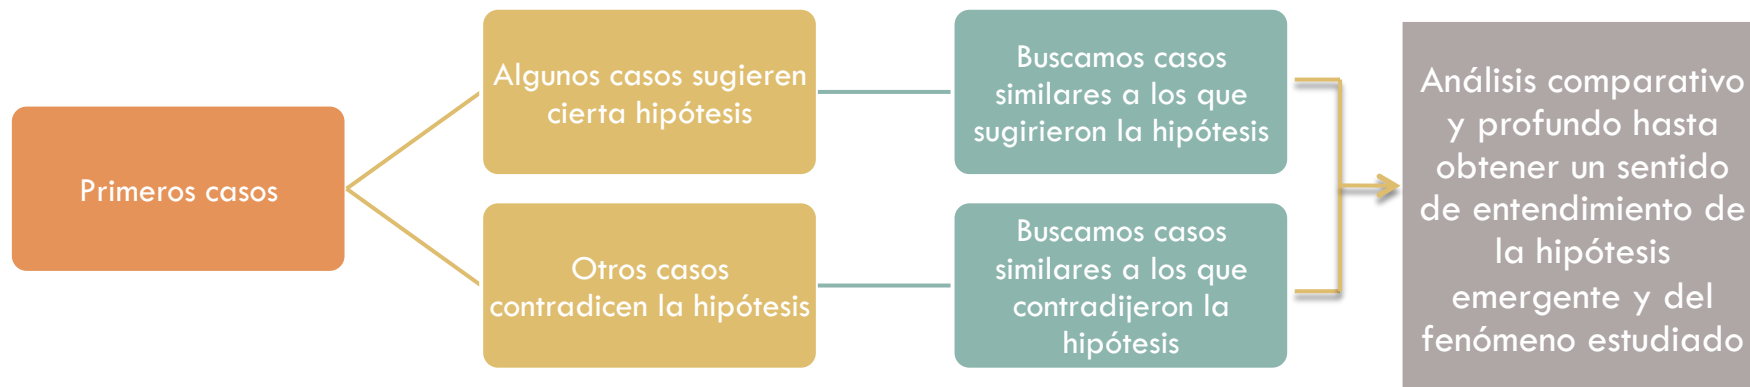 Primeros casos
Algunos casos sugieren
cierta hipótesis
Otros casos
contradicen la hipótesis
Buscamos casos
similares a los que
sugirieron la hipótesis
Buscamos casos
similares a los que
contradijeron la
hipótesis
Análisis comparativo
y profundo hasta
obtener un sentido
de entendimiento de
la hipótesis
emergente y del
fenómeno estudiado